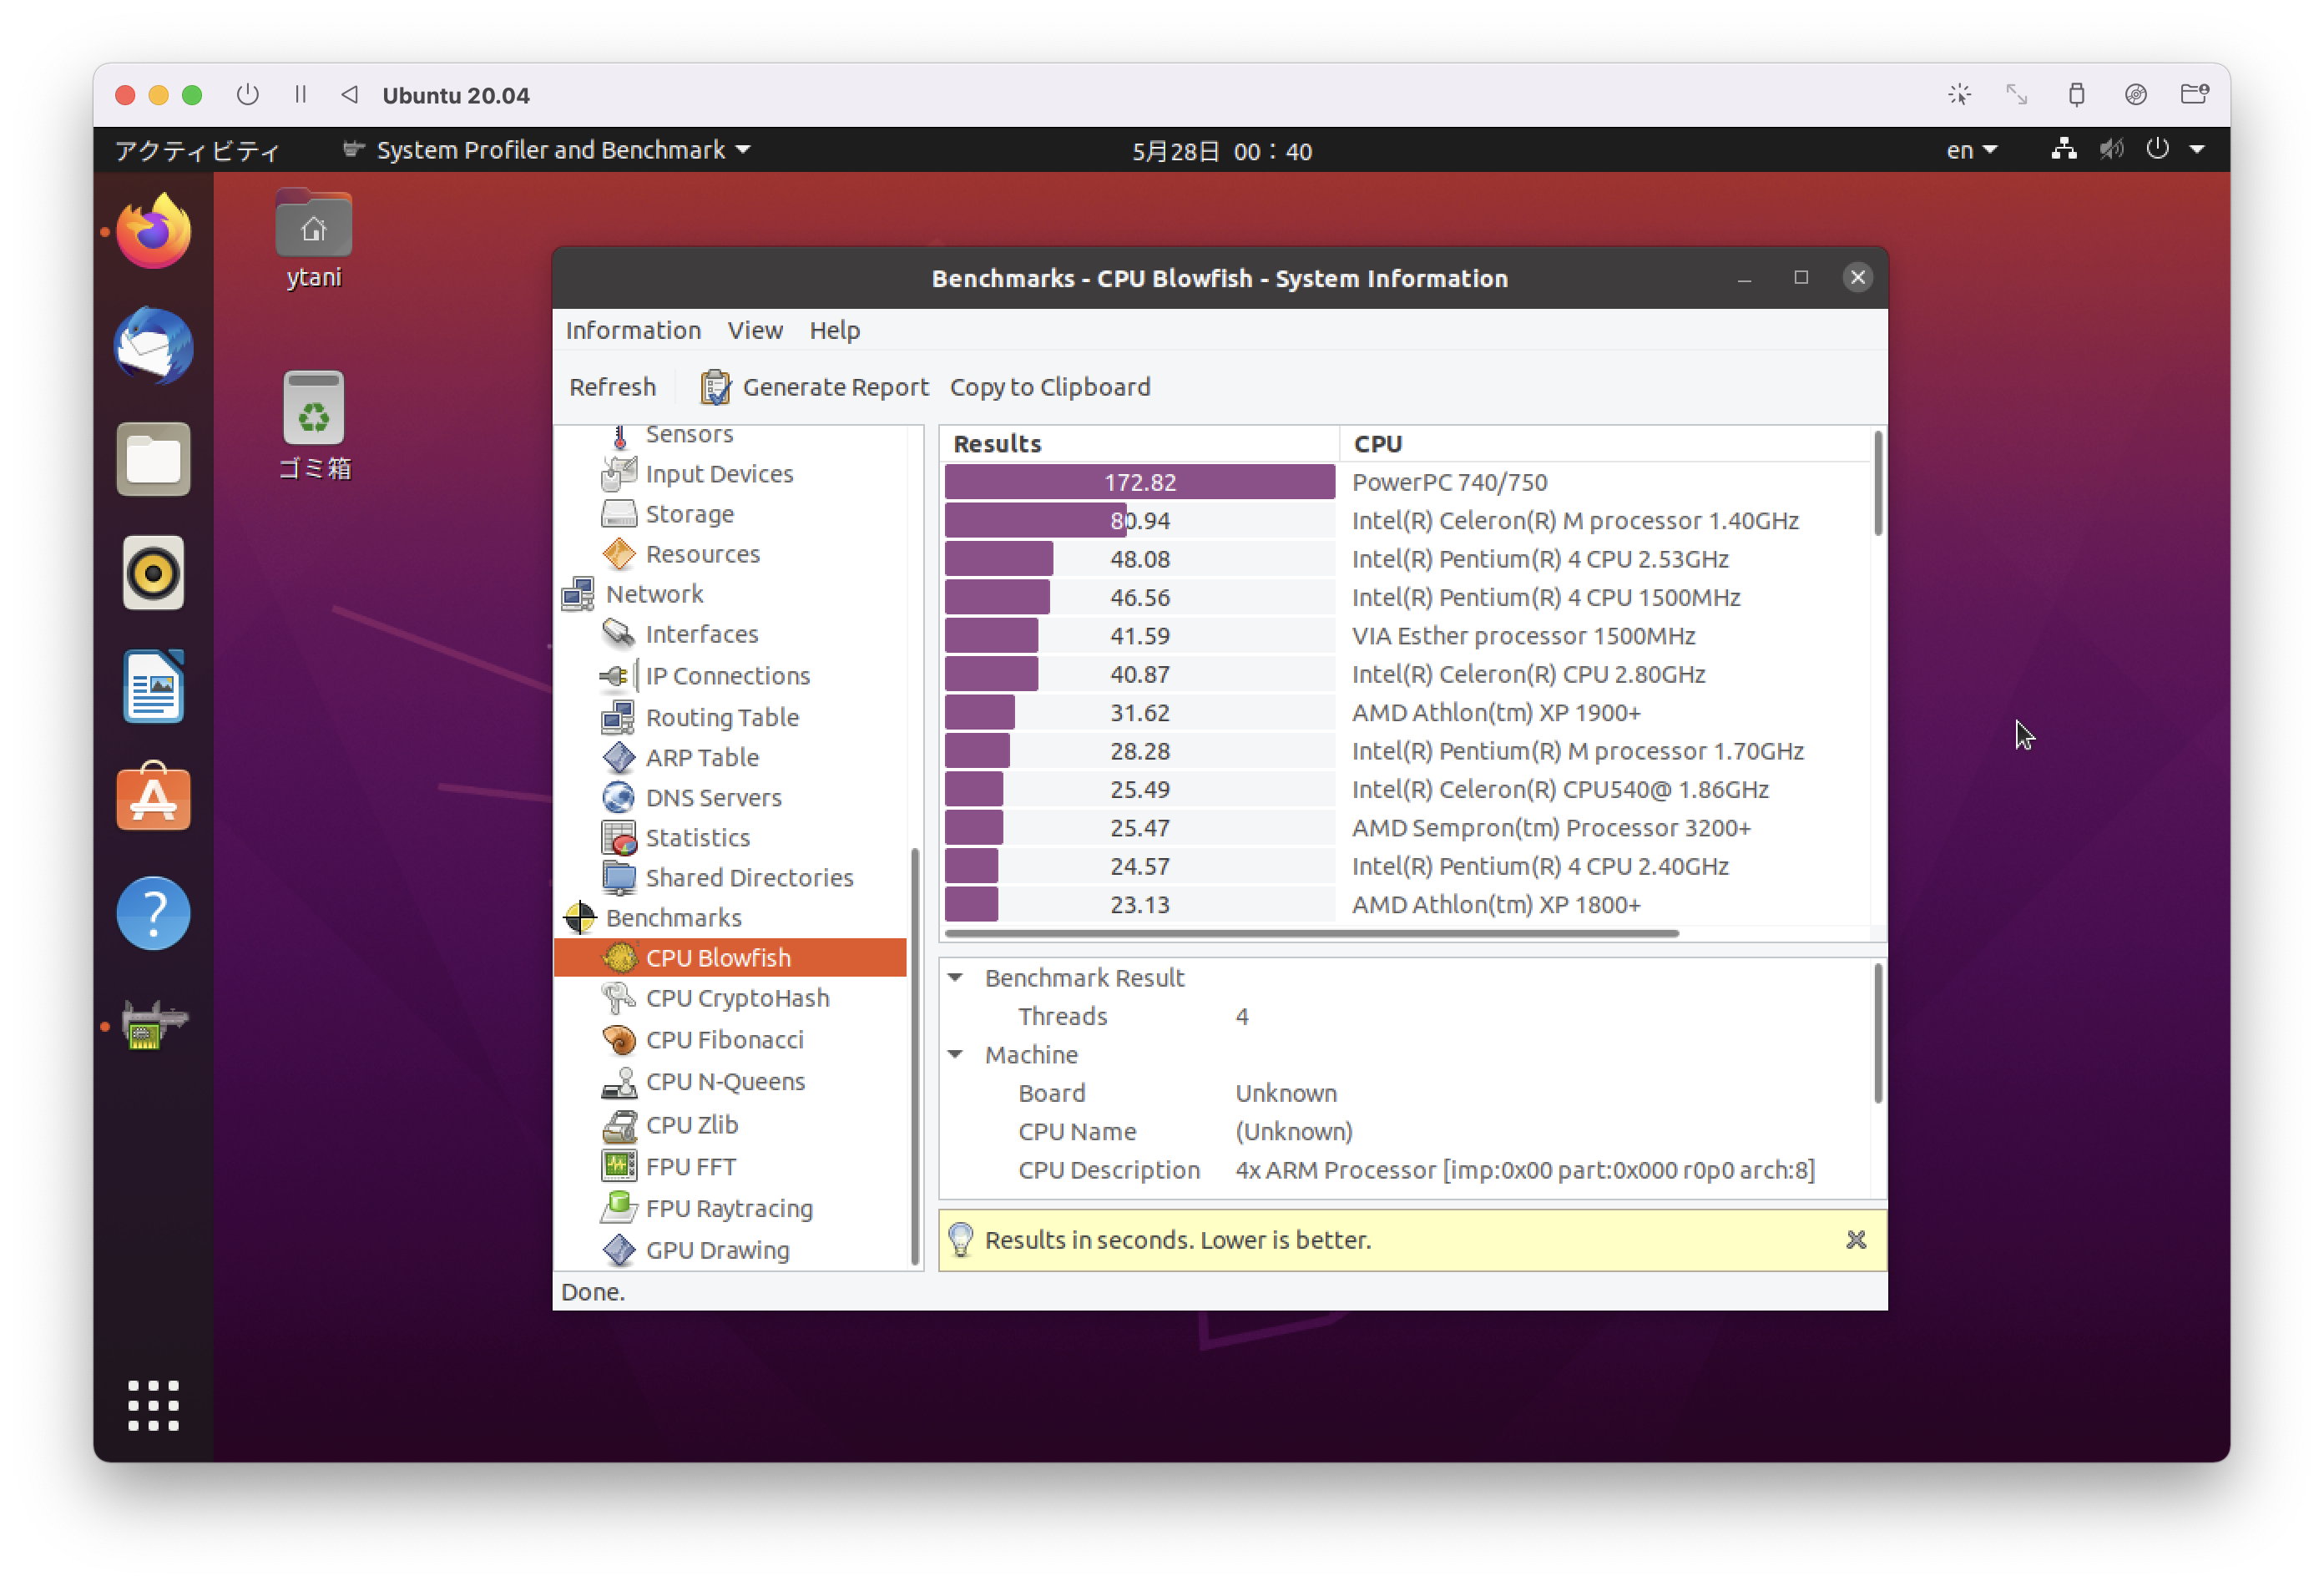 Ubuntu 20.04
アクティビティ
System Profiler and Benchmark
5月28日 00：40
en
ytani
ゴミ箱
Benchmarks - CPU Blowfish - System Information
Information View Help
Refresh Generate Report Copy to Clipboard
Sensors
Input Devices
Storage
Resources
Network
Interfaces
IP Connections
Routing Table
ARP Table
DNS Servers
Statistics
Shared Directories
Benchmarks
CPU Blowfish
CPU CryptoHash
CPU Fibonacci
CPU N-Queens
CPU Zlib
FPU FFT
FPU Raytracing
GPU Drawing
Results CPU
172.82 PowerPC 740/750
80.94 Intel(R) Celeron(R) M processor 1.40GHz
48.08 Intel(R) Pentium(R) 4 CPU 2.53GHz
46.56 Intel(R) Pentium(R) 4 CPU 1500MHz
41.59 VIA Esther processor 1500MHz
40.87 Intel(R) Celeron(R) CPU 2.80GHz
31.62 AMD Athlon(tm) XP 1900+
28.28 Intel(R) Pentium(R) M processor 1.70GHz
25.49 Intel(R) Celeron(R) CPU540@ 1.86GHz
25.47 AMD Sempron(tm) Processor 3200+
24.57 Intel(R) Pentium(R) 4 CPU 2.40GHz
23.13 AMD Athlon(tm) XP 1800+
Benchmark Result
Threads 4
Machine
Board Unknown
CPU Name (Unknown)
CPU Description 4x ARM Processor [imp:0x00 part:0x000 r0p0 arch:8]
Results in seconds. Lower is better.
Done.